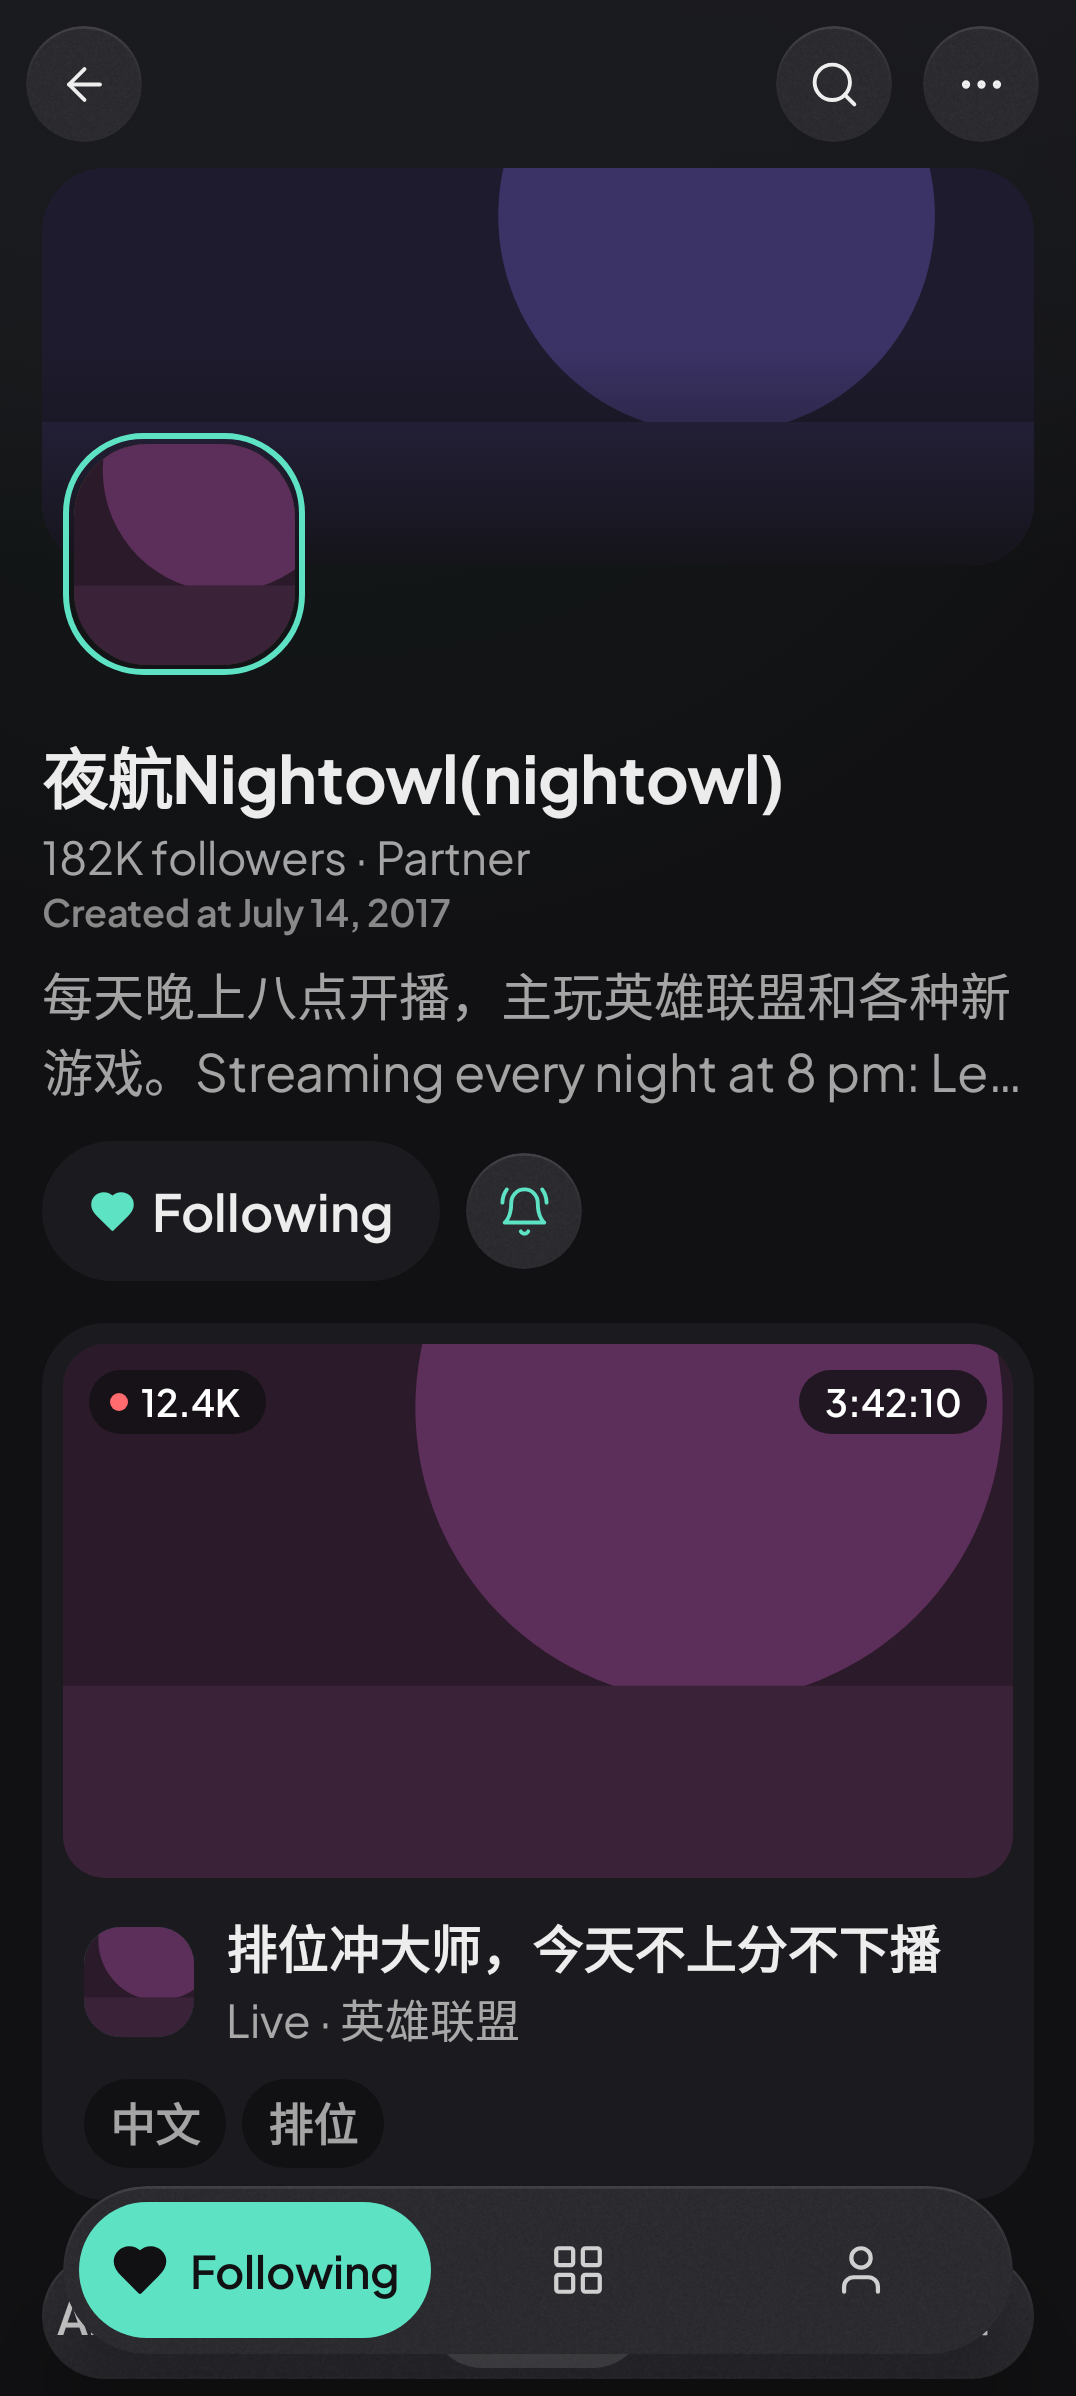 夜航Nightowl(nightowl)
182K followers · Partner
Created at July 14, 2017
每天晚上八点开播，主玩英雄联盟和各种新
游戏。Streaming every night at 8 pm: Le…
Following
12.4K
3:42:10
排位冲大师，今天不上分不下播
Live · 英雄联盟
中文
排位
Following